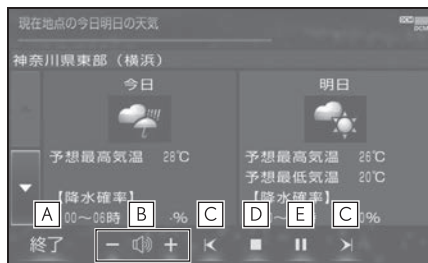 現在地点の今日明日の天気
DCM
神奈川県東部（横浜）
今日
明日
予想最高気温 28℃
予想最高気温 26℃
予想最低気温 20℃
【降水確率】
【降水確率】
A
B
C
D
E
C
00～06時 -%
0%
終了